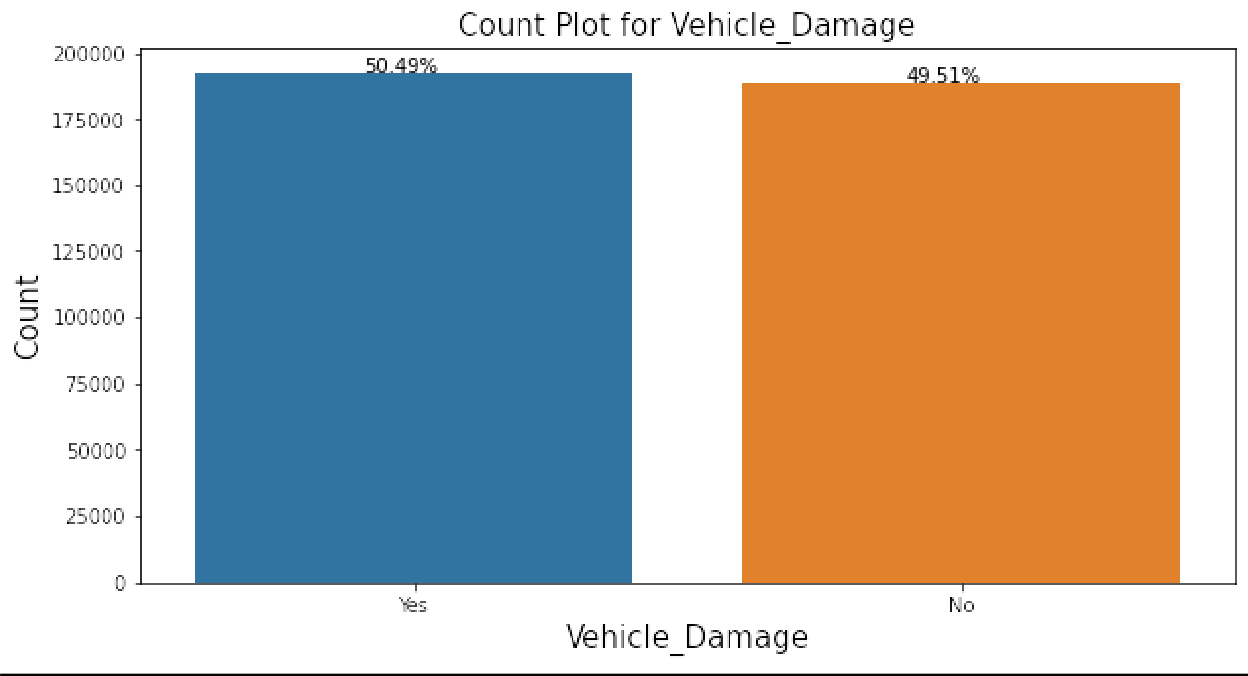 Count Plot for Vehicle_Damage
200000
175000
150000
125000
100000
75000
50000
25000
0
Count
50.49%
49.51%
Yes
No
Vehicle_Damage